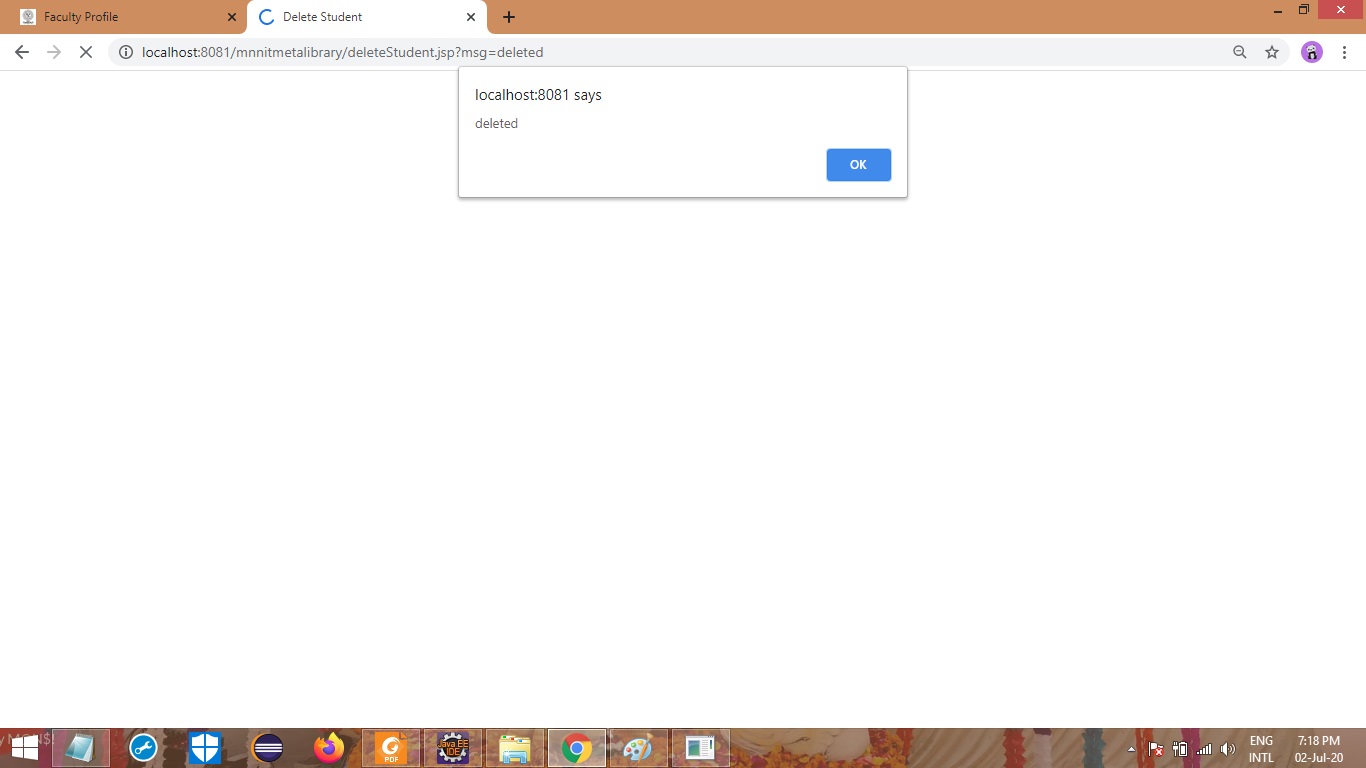 Faculty Profile
Delete Student
localhost:8081/mnnitmetalibrary/deleteStudent.jsp?msg=deleted
localhost:8081 says
deleted
OK
PDF
Java EE
IDE
ENG
INTL
7:18 PM
02-Jul-20